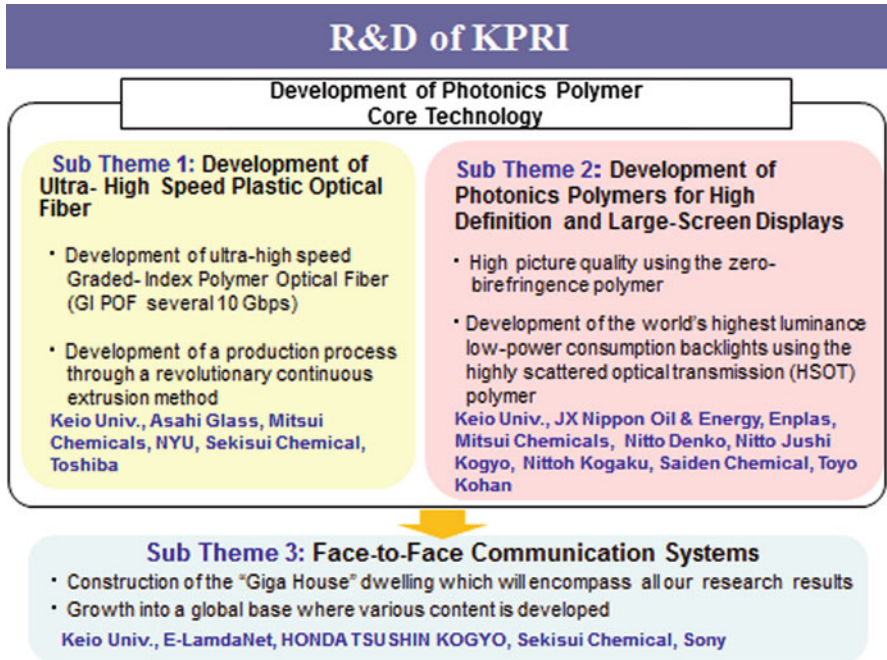 R&D of KPRI
Development of Photonics Polymer
Core Technology
Sub Theme 1: Development of
Ultra- High Speed Plastic Optical
Fiber
・Development of ultra-high speed
Graded- Index Polymer Optical Fiber
(GI POF several 10 Gbps)
・Development of a production process
through a revolutionary continuous
extrusion method
Keio Univ., Asahi Glass, Mitsui
Chemicals, NYU, Sekisui Chemical,
Toshiba
Sub Theme 2: Development of
Photonics Polymers for High
Definition and Large-Screen Displays
・High picture quality using the zero-
birefringence polymer
・Development of the world's highest luminance
low-power consumption backlights using the
highly scattered optical transmission (HSOT)
polymer
Keio Univ., JX Nippon Oil & Energy, Enplas,
Mitsui Chemicals, Nitto Denko, Nitto Jushi
Kogyo, Nittoh Kogaku, Saiden Chemical, Toyo
Kohan
Sub Theme 3: Face-to-Face Communication Systems
・Construction of the "Giga House" dwelling which will encompass all our research results
・Growth into a global base where various content is developed
Keio Univ., E-LamdaNet, HONDA TSUSHIN KOGYO, Sekisui Chemical, Sony